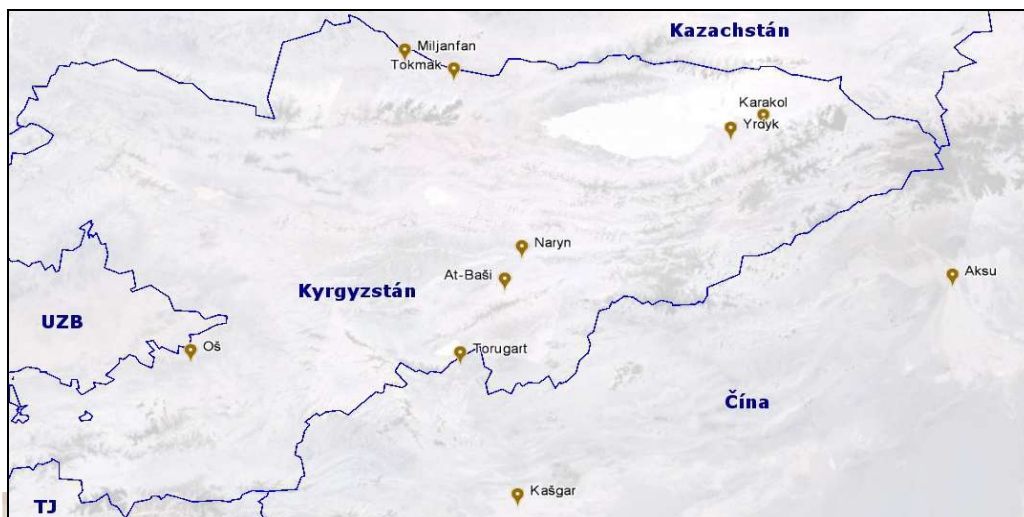 Kazachstán
Miljanfan
Tokmak
Karakol
Yrdyk
Naryn
At-Baši
Aksu
Kyrgyzstán
UZB
Oš
Torugart
Čína
Kašgar
TJ